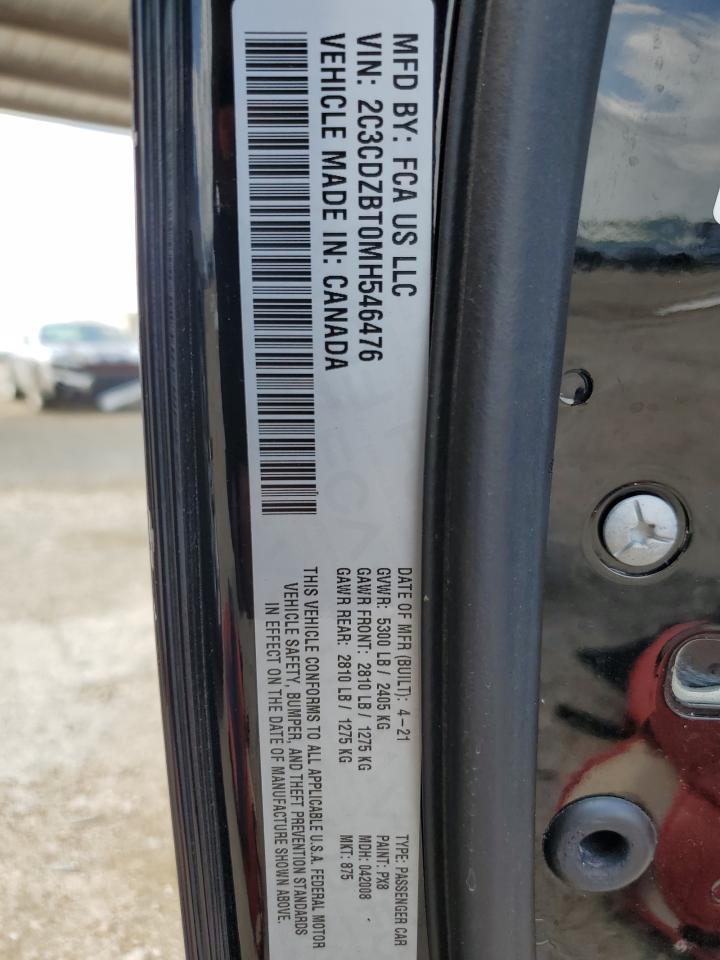 MFD BY: FCA US LLC
VIN: 2C3CDZBT0MH546476
VEHICLE MADE IN: CANADA
DATE OF MFR (BUILT): 4-21
GVWR: 5300 LB / 2405 KG
GAWR FRONT: 2810 LB / 1275 KG
GAWR REAR: 2810 LB / 1275 KG
THIS VEHICLE CONFORMS TO ALL APPLICABLE U.S.A. FEDERAL MOTOR
VEHICLE SAFETY, BUMPER, AND THEFT PREVENTION STANDARDS
IN EFFECT ON THE DATE OF MANUFACTURE SHOWN ABOVE.
TYPE: PASSENGER CAR
PAINT: PX8
MDH: 042008
MKT: 875